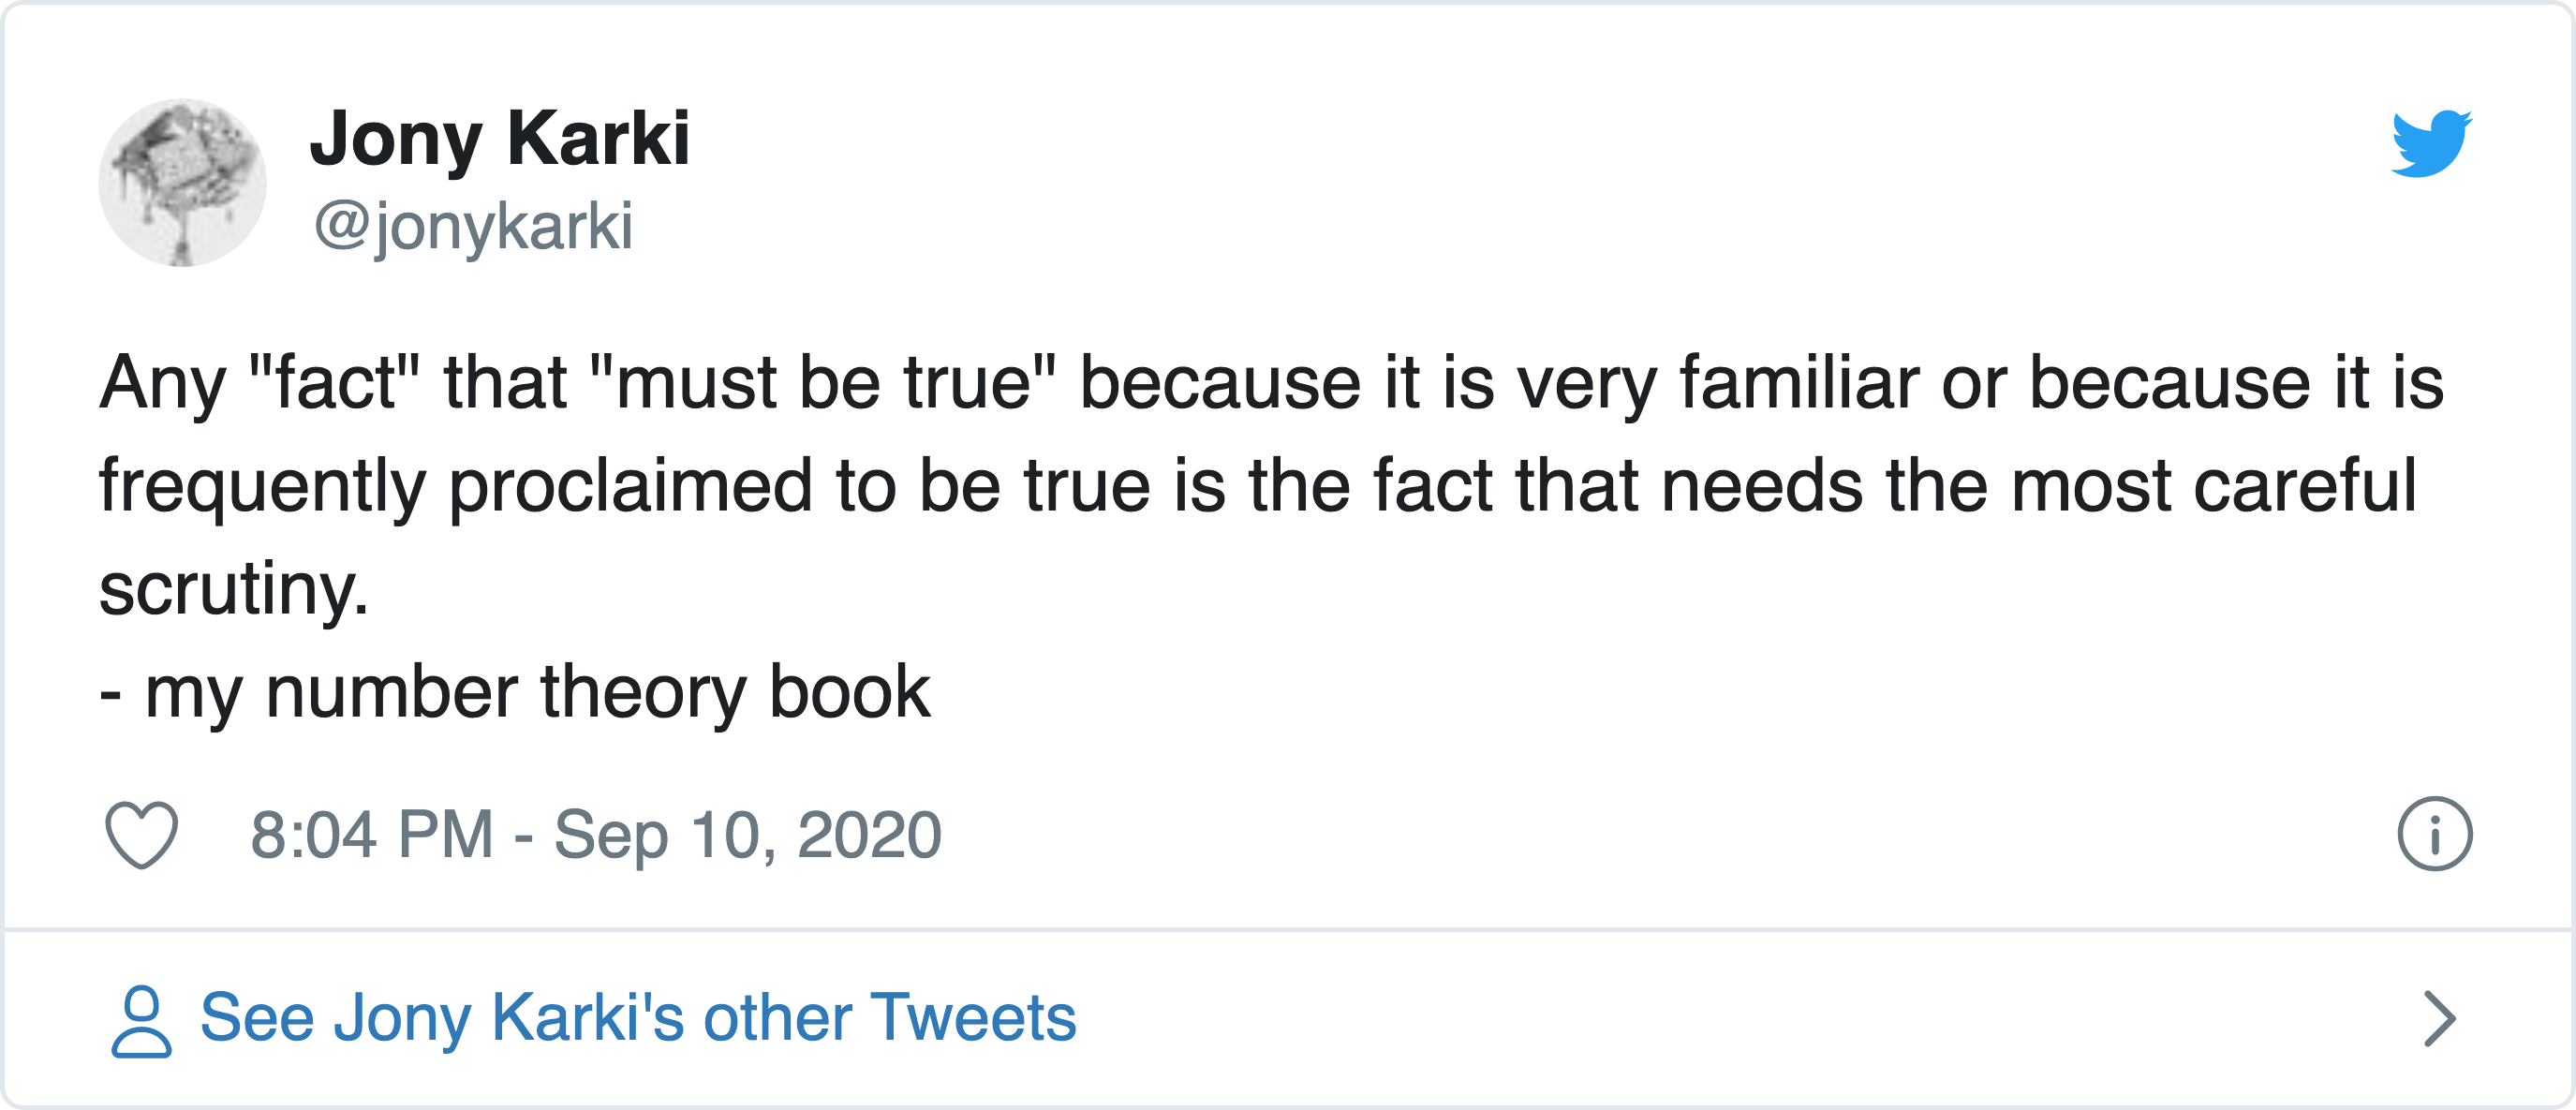 Jony Karki
@jonykarki
Any "fact" that "must be true" because it is very familiar or because it is
frequently proclaimed to be true is the fact that needs the most careful
scrutiny.
- my number theory book
8:04 PM - Sep 10, 2020
See Jony Karki's other Tweets